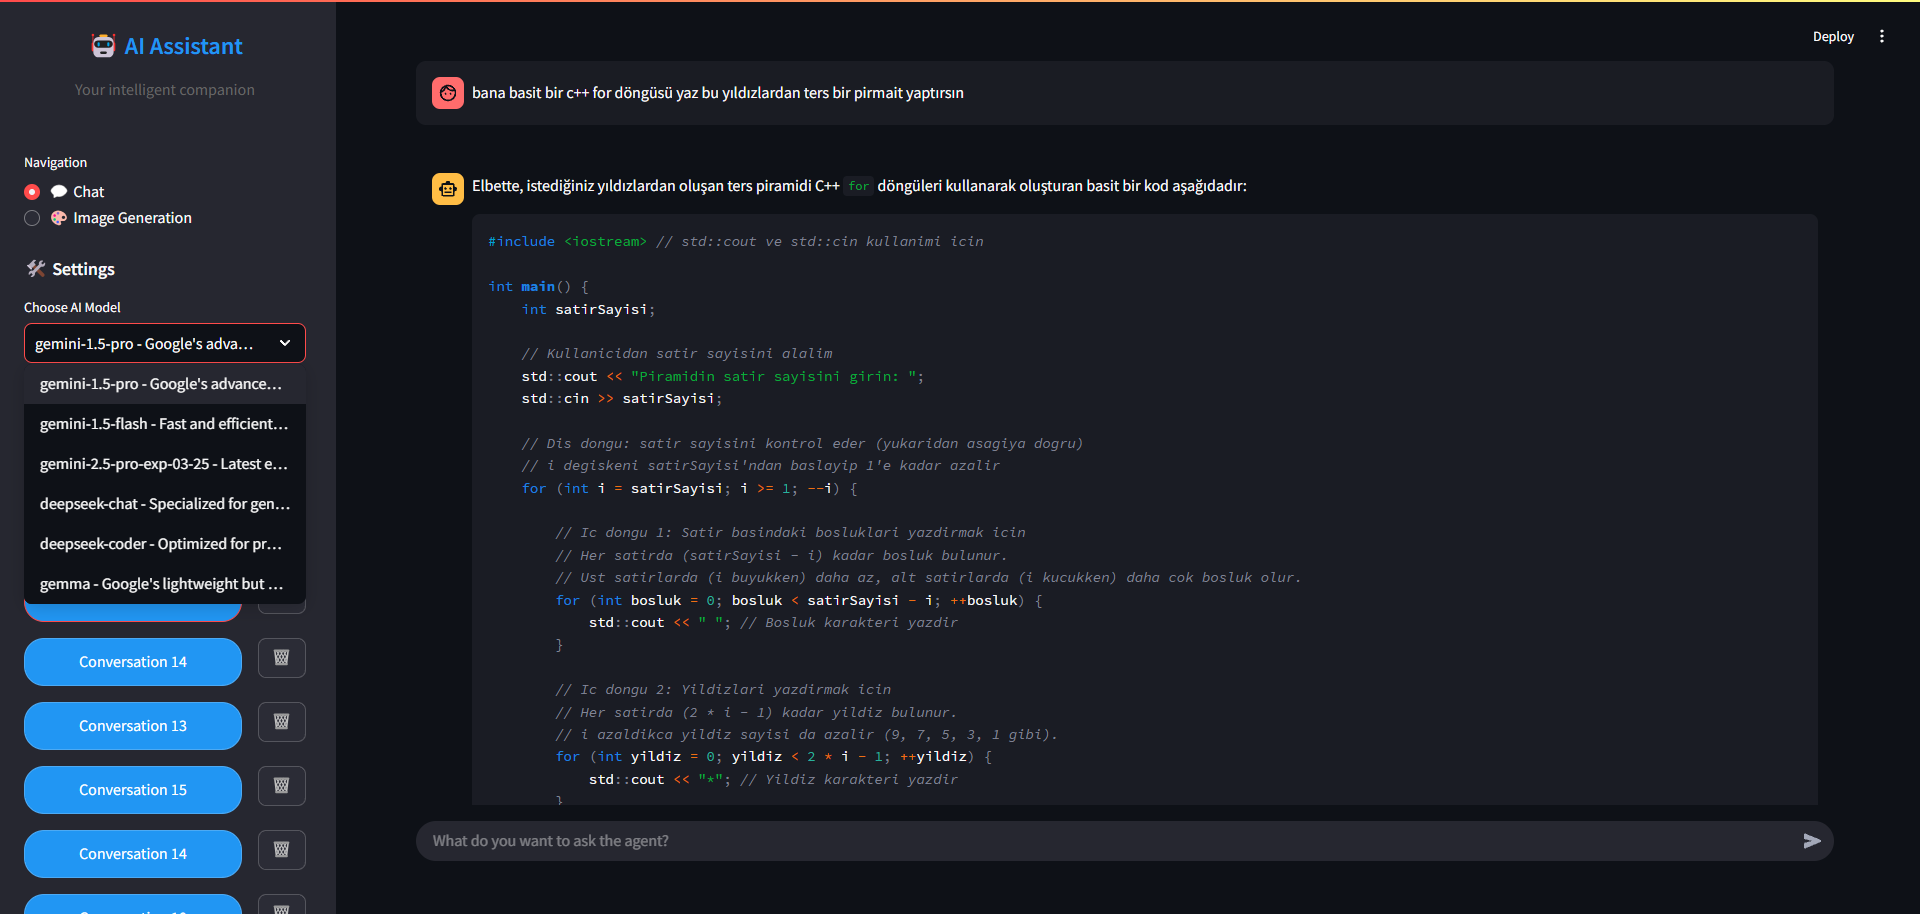 AI Assistant
Your intelligent companion
Navigation
Chat
Image Generation
Settings
Choose AI Model
gemini-1.5-pro - Google's adva...
gemini-1.5-pro - Google's advance...
gemini-1.5-flash - Fast and efficient...
gemini-2.5-pro-exp-03-25 - Latest e...
deepseek-chat - Specialized for gen...
deepseek-coder - Optimized for pr...
gemma - Google's lightweight but ...
Conversation 14
Conversation 13
Conversation 15
Conversation 14
Deploy
bana basit bir c++ for döngüsü yaz bu yıldızlardan ters bir pirmait yaptırsın
Elbette, istediğiniz yıldızlardan oluşan ters piramidi C++ for döngüleri kullanarak oluşturan basit bir kod aşağıdadır:
#include <iostream> // std::cout ve std::cin kullanimi icin
int main() {
int satirSayisi;
// Kullanicidan satir sayisini alalim
std::cout << "Piramidin satir sayisini girin: ";
std::cin >> satirSayisi;
// Dis dongu: satir sayisini kontrol eder (yukaridan asagiya dogru)
// i degiskeni satirSayisi'ndan baslayip 1'e kadar azalir
for (int i = satirSayisi; i >= 1; --i) {
// Ic dongu 1: Satir basindaki bosluklari yazdirmak icin
// Her satirda (satirSayisi - i) kadar bosluk bulunur.
// Ust satirlarda (i buyukken) daha az, alt satirlarda (i kucukken) daha cok bosluk olur.
for (int bosluk = 0; bosluk < satirSayisi - i; ++bosluk) {
std::cout << " "; // Bosluk karakteri yazdir
}
// Ic dongu 2: Yildizlari yazdirmak icin
// Her satirda (2 * i - 1) kadar yildiz bulunur.
// i azaldikca yildiz sayisi da azalir (9, 7, 5, 3, 1 gibi).
for (int yildiz = 0; yildiz < 2 * i - 1; ++yildiz) {
std::cout << "*"; // Yildiz karakteri yazdir
}
What do you want to ask the agent?